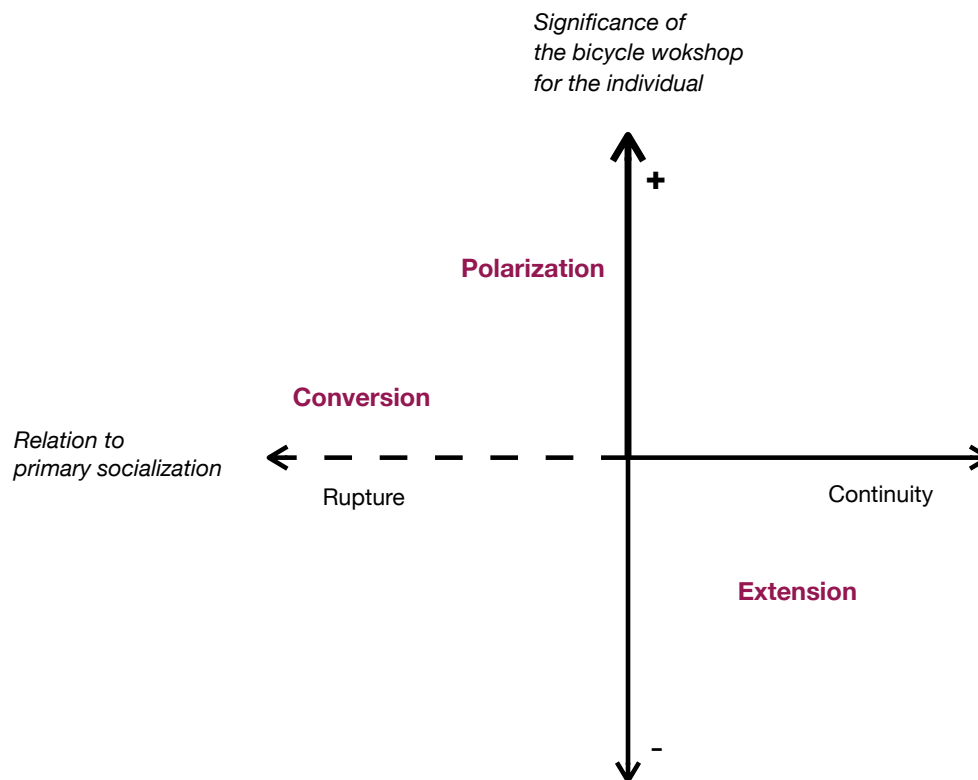 Significance of
the bicycle wokshop
for the individual
+
Polarization
Conversion
Relation to
primary socialization
Rupture
Continuity
Extension
-